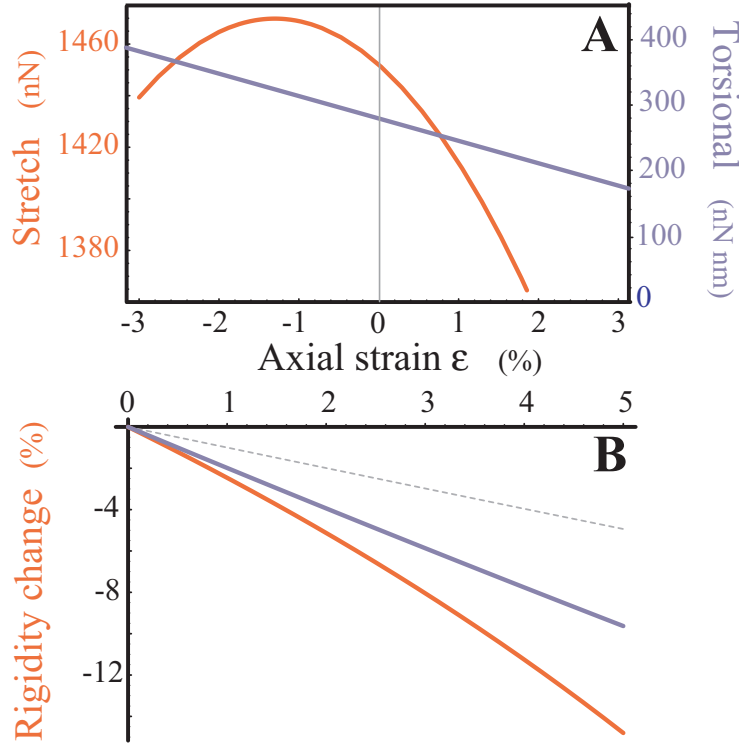 A
1460
1420
1380
Stretch (nN)
400
300
200
100
0
Torsional (nN nm)
-3 -2 -1 0 1 2 3
Axial strain ε (%)
0 1 2 3 4 5
B
-4
-8
-12
Rigidity change (%)